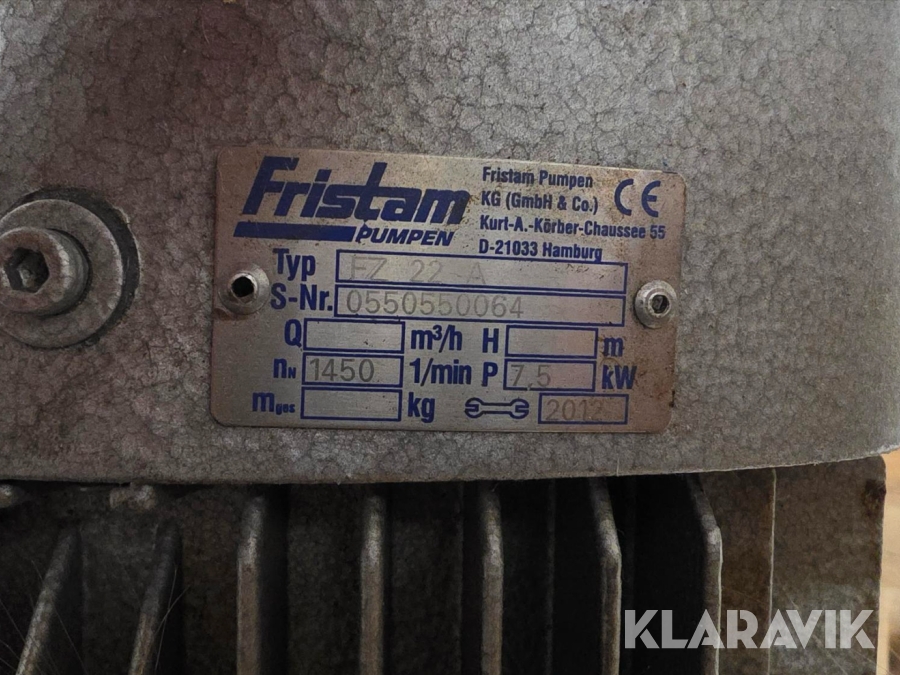 Fristam
PUMPEN
Fristam Pumpen
KG (GmbH & Co.)
Kurt-A.-Körber-Chaussee 55
D-21033 Hamburg
CE
Typ FZ 22 A
S-Nr. 0550550064
Q m³/h H m
nN 1450 1/min P 7,5 kW
mges kg 2012
KLARAVIK